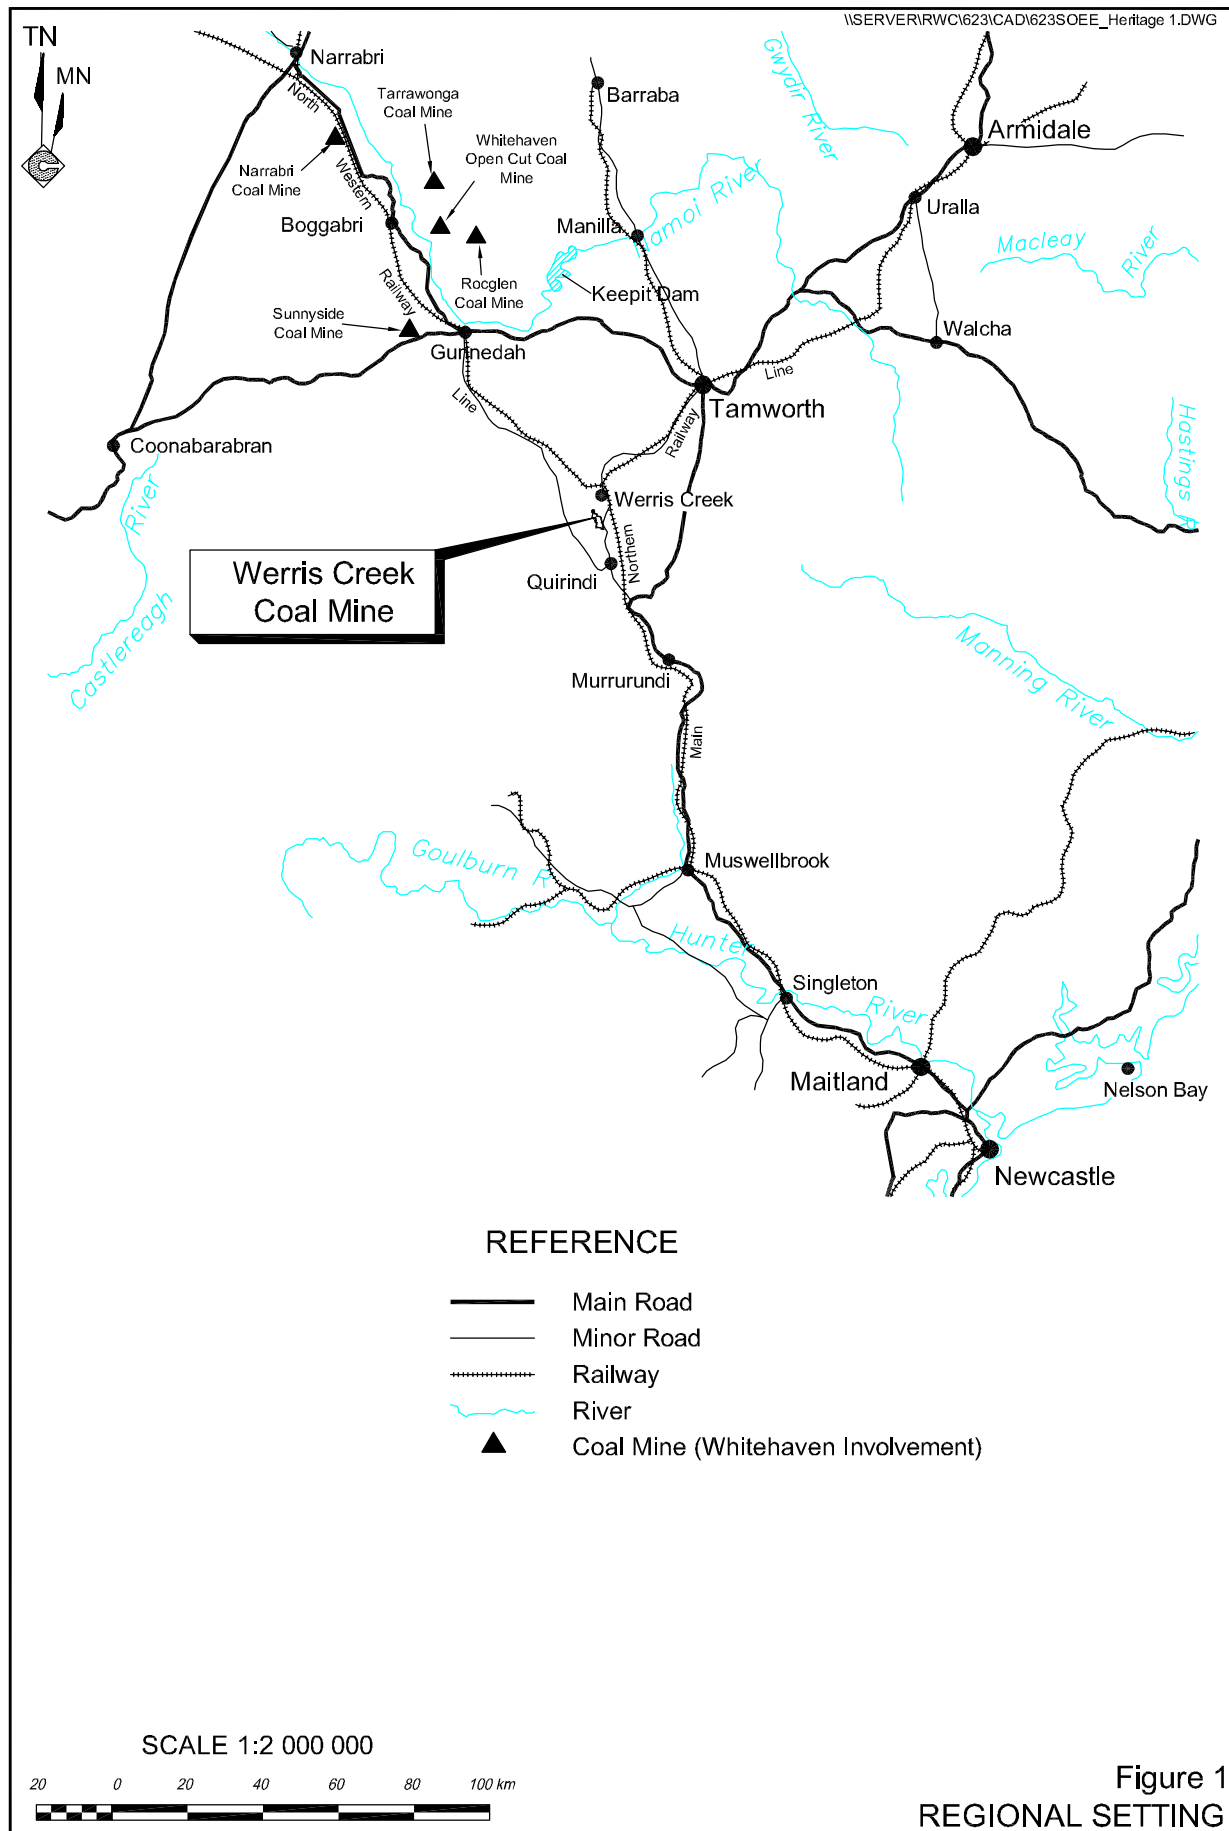 \\SERVER\RWC\623\CAD\623SOEE_Heritage 1.DWG
TN
MN
Narrabri
North
Western
Railway
Line
Tarrawonga
Coal Mine
Whitehaven
Open Cut Coal
Mine
Narrabri
Coal Mine
Boggabri
Rocglen
Coal Mine
Sunnyside
Coal Mine
Gunnedah
Barraba
Manilla
Namoi River
Keepit Dam
Gwydir River
Armidale
Uralla
Macleay
River
Walcha
Line
Tamworth
Railway
Hastings R
Coonabarabran
River
Castlereagh
Werris Creek
Werris Creek
Coal Mine
Northern
Quirindi
Murrurundi
Main
Manning River
Goulburn R
Muswellbrook
Hunter
River
Singleton
Maitland
Nelson Bay
Newcastle
REFERENCE
Main Road
Minor Road
Railway
River
Coal Mine (Whitehaven Involvement)
SCALE 1:2 000 000
20 0 20 40 60 80 100 km
Figure 1
REGIONAL SETTING